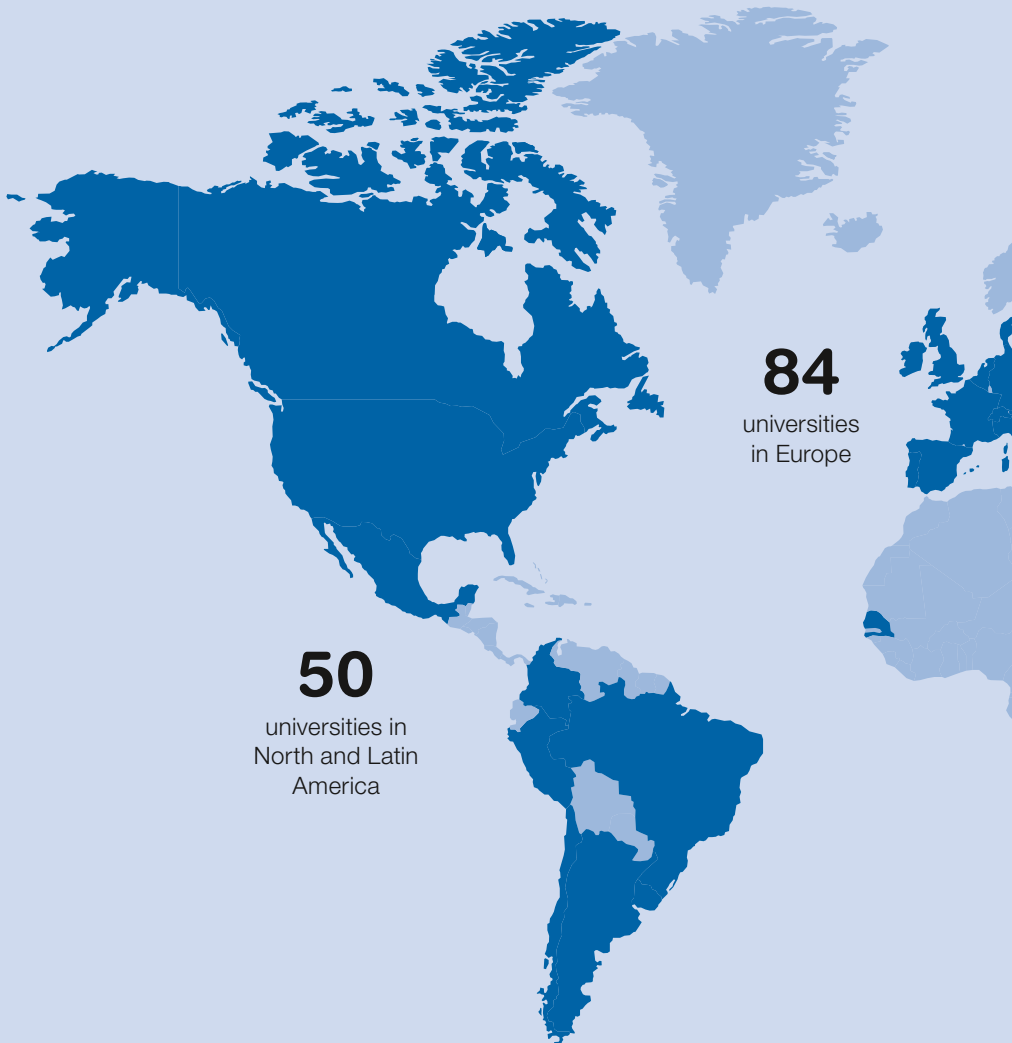 84
universities
in Europe
50
universities in
North and Latin
America